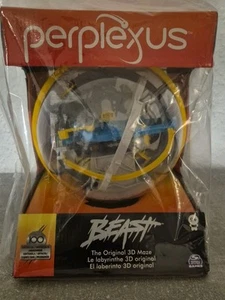 perplexus
BEAST
The Original 3D Maze
Le labyrinthe 3D original
El laberinto 3D original